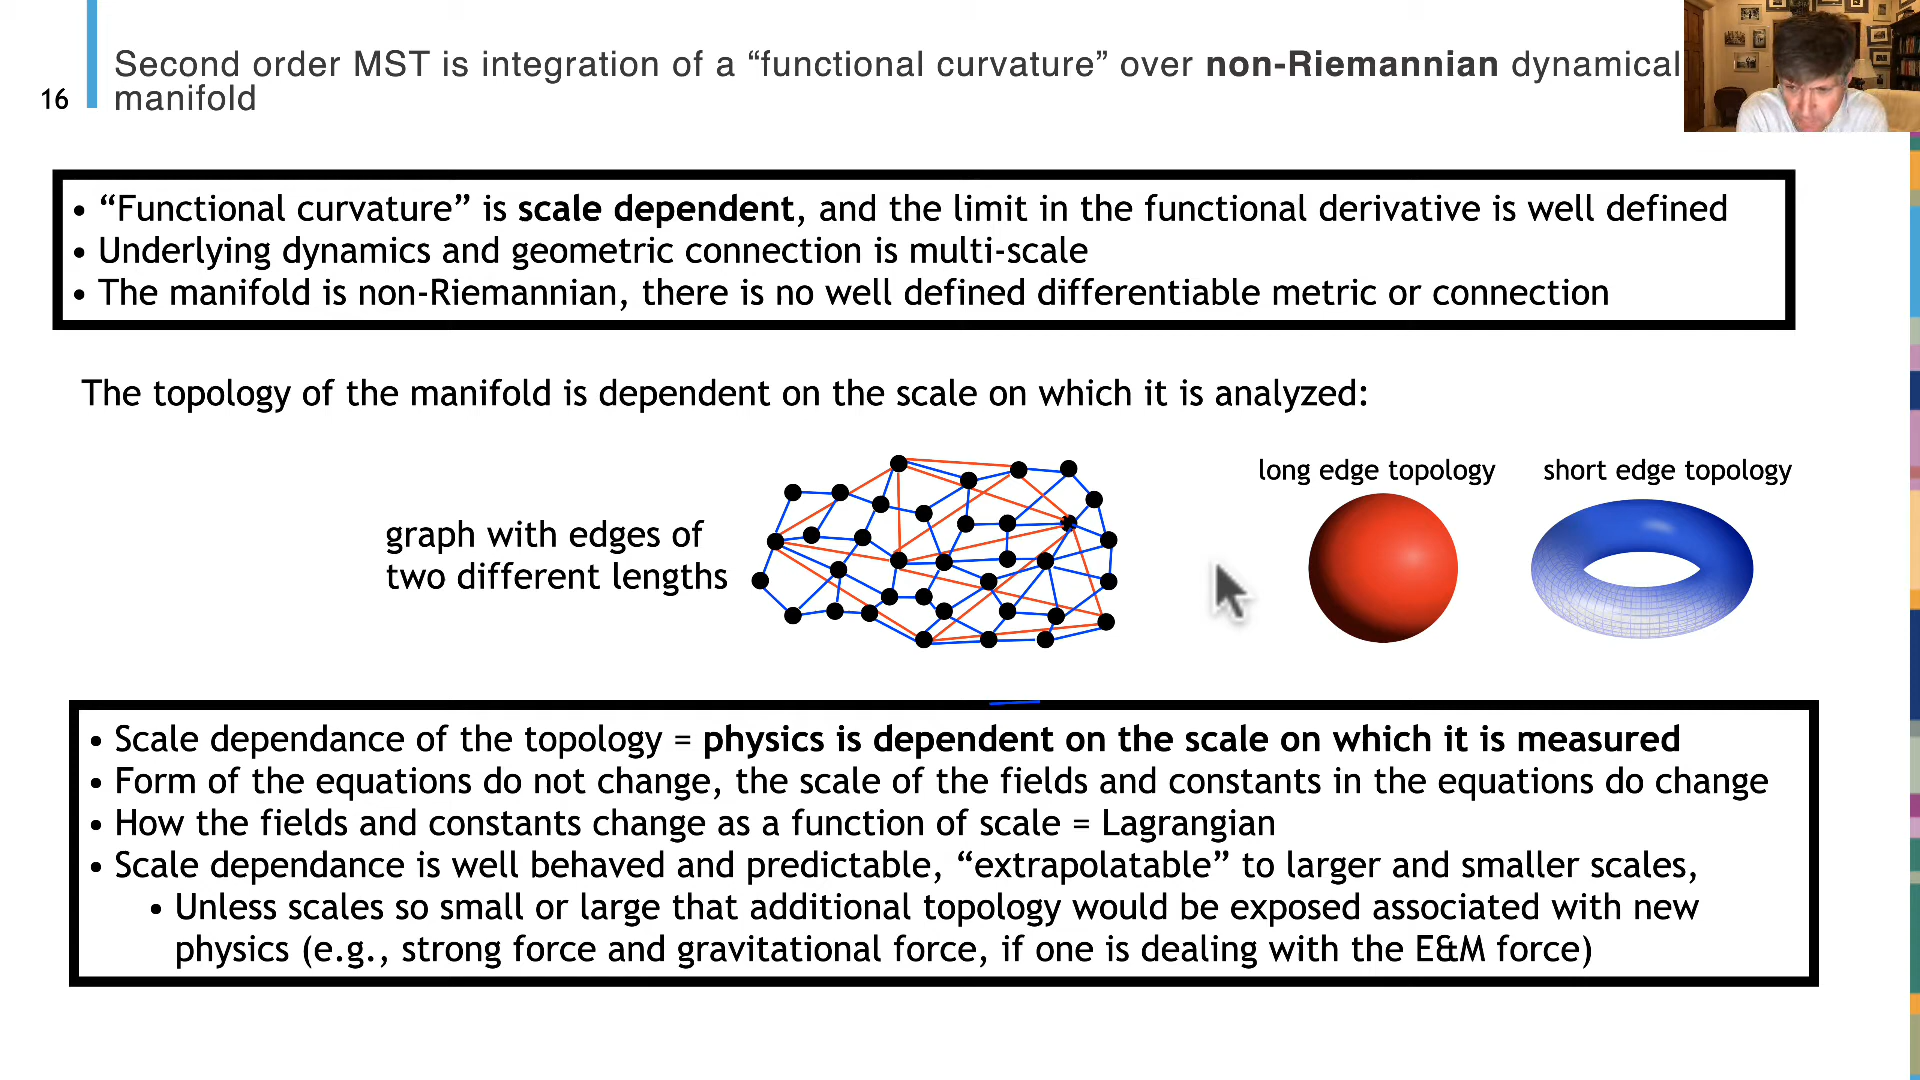 Second order MST is integration of a “functional curvature” over non-Riemannian dynamical
16
manifold
• “Functional curvature” is scale dependent, and the limit in the functional derivative is well defined
• Underlying dynamics and geometric connection is multi-scale
• The manifold is non-Riemannian, there is no well defined differentiable metric or connection
The topology of the manifold is dependent on the scale on which it is analyzed:
graph with edges of
two different lengths
long edge topology
short edge topology
• Scale dependance of the topology = physics is dependent on the scale on which it is measured
• Form of the equations do not change, the scale of the fields and constants in the equations do change
• How the fields and constants change as a function of scale = Lagrangian
• Scale dependance is well behaved and predictable, “extrapolatable” to larger and smaller scales,
• Unless scales so small or large that additional topology would be exposed associated with new
physics (e.g., strong force and gravitational force, if one is dealing with the E&M force)